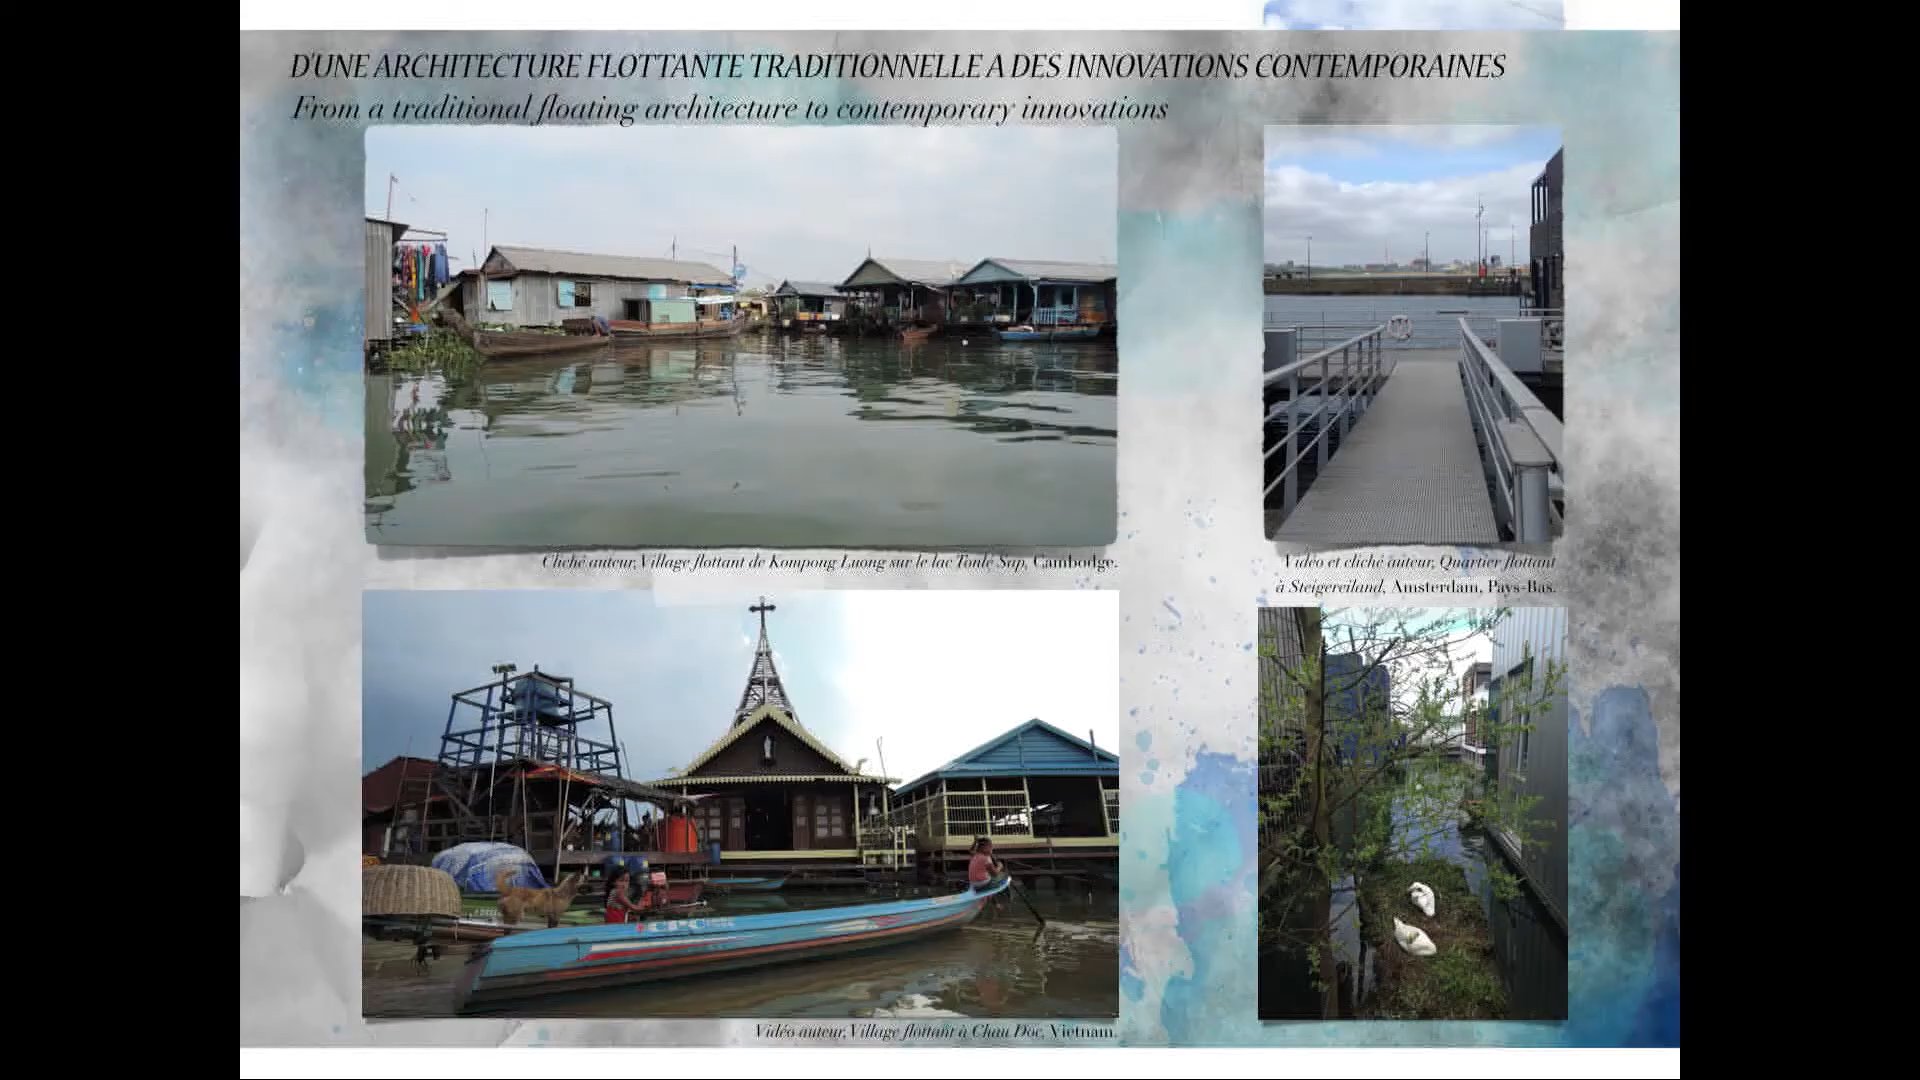 D'UNE ARCHITECTURE FLOTTANTE TRADITIONNELLE A DES INNOVATIONS CONTEMPORAINES
From a traditional floating architecture to contemporary innovations
Cliché auteur, Village flottant de Kompong Luong sur le lac Tonlé Sap, Cambodge.
Vidéo et cliché auteur, Quartier flottant
à Steigereiland, Amsterdam, Pays-Bas.
Vidéo auteur, Village flottant à Chau Doc, Vietnam.